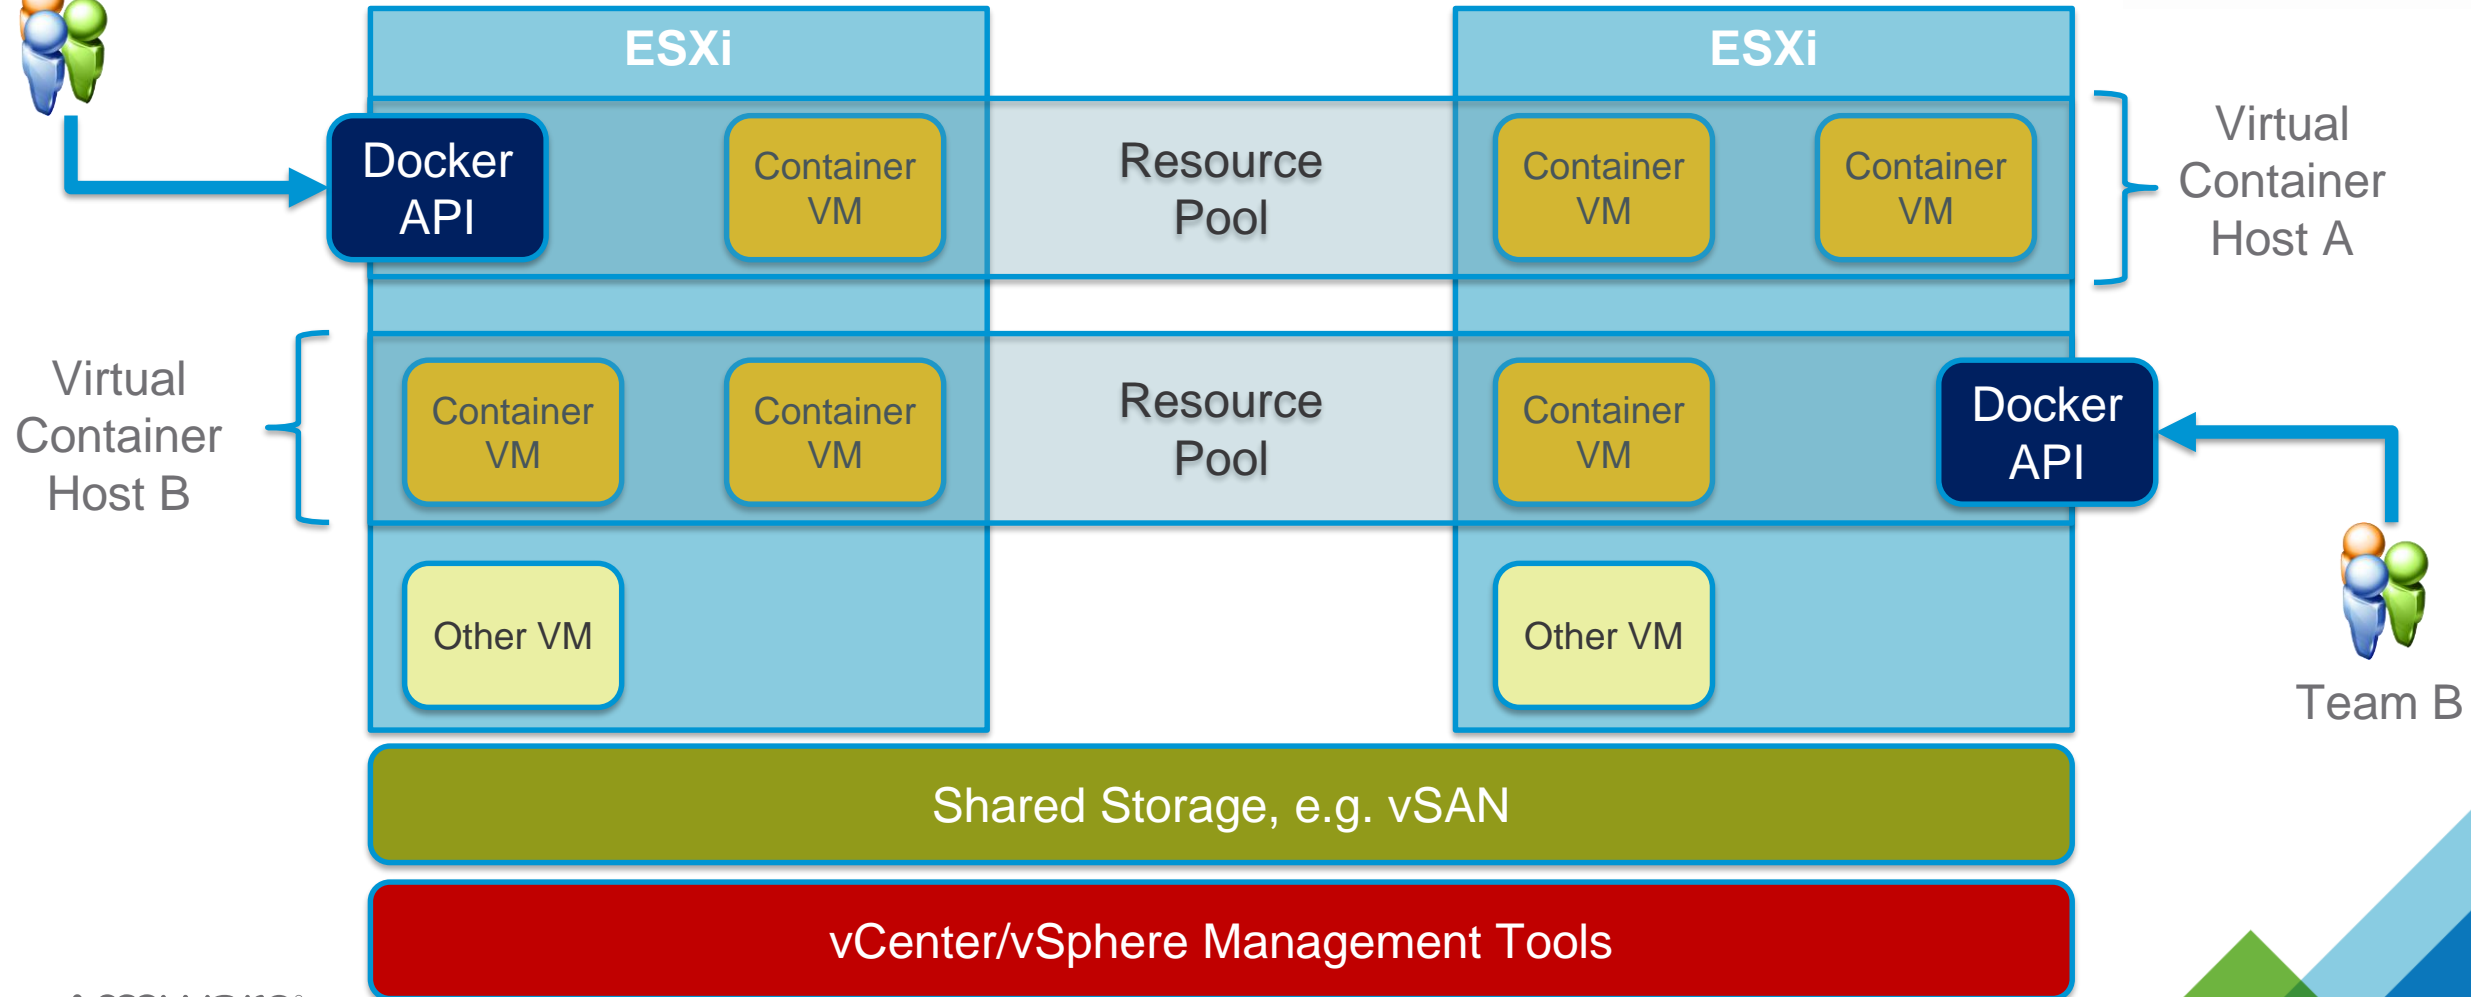 ESXi
ESXi
Docker
API
Container
VM
Resource
Pool
Container
VM
Container
VM
Virtual
Container
Host A
Virtual
Container
Host B
Container
VM
Container
VM
Resource
Pool
Container
VM
Docker
API
Other VM
Other VM
Team B
Shared Storage, e.g. vSAN
vCenter/vSphere Management Tools